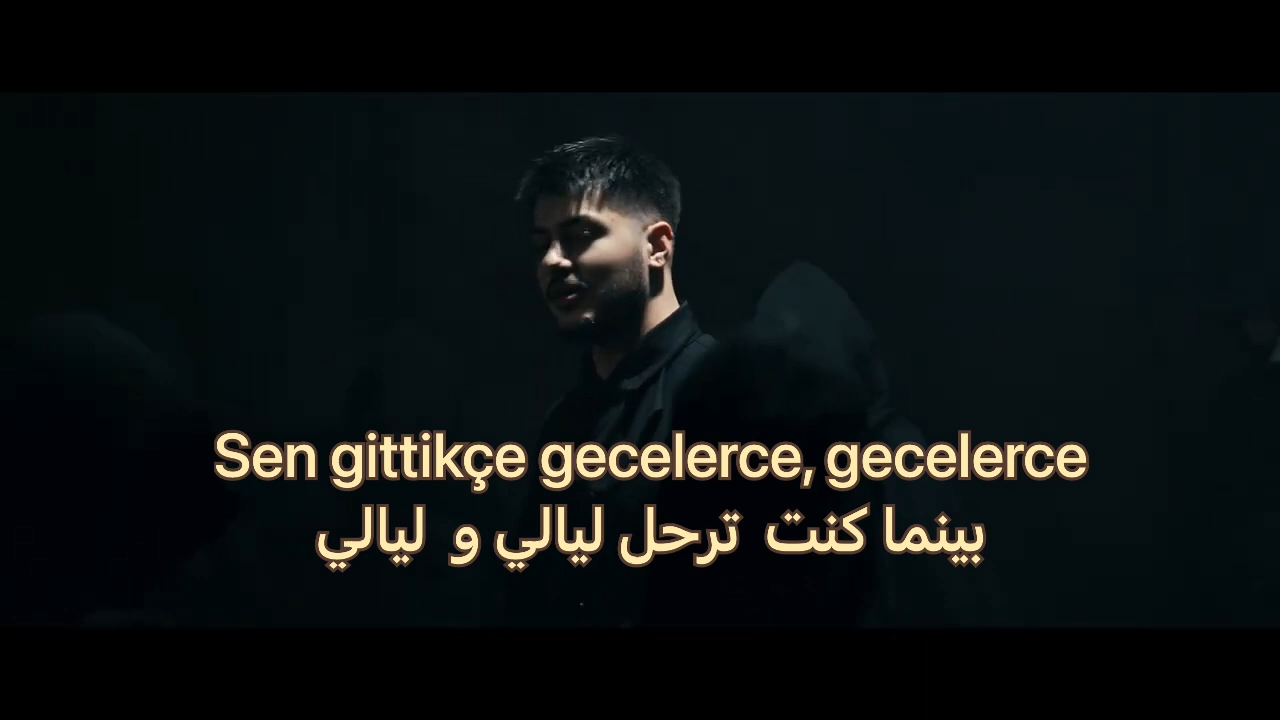 Sen gittikçe gecelerce, gecelerce
بينما كنت ترحل ليالي و ليالي